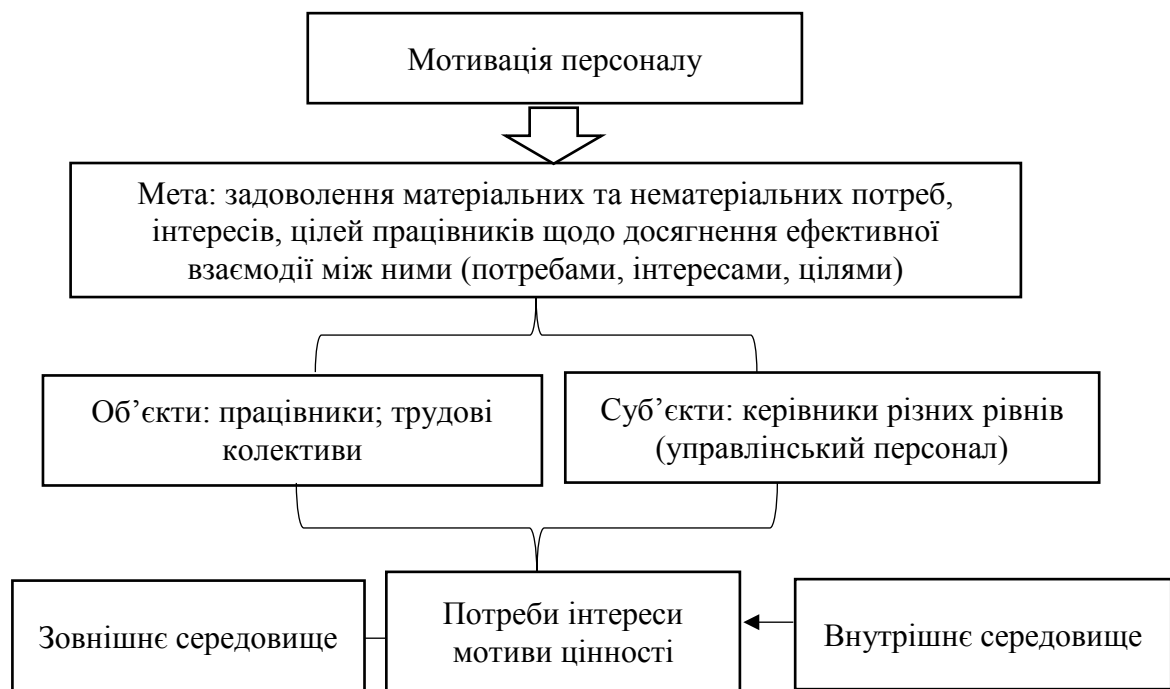 Мотивація персоналу
Мета: задоволення матеріальних та нематеріальних потреб,
інтересів, цілей працівників щодо досягнення ефективної
взаємодії між ними (потребами, інтересами, цілями)
Об’єкти: працівники; трудові
колективи
Суб’єкти: керівники різних рівнів
(управлінський персонал)
Зовнішнє середовище
Потреби інтереси
мотиви цінності
Внутрішнє середовище